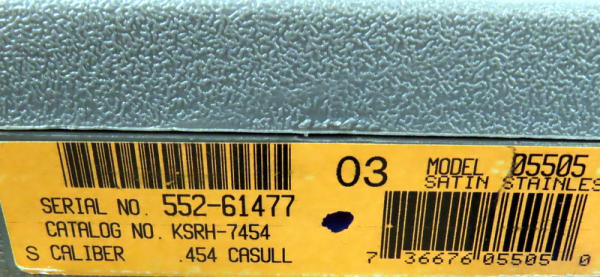 03 MODEL 05505
SATIN STAINLES
SERIAL NO. 552-61477
CATALOG NO. KSRH-7454
S CALIBER .454 CASULL
7 36676 05505 0